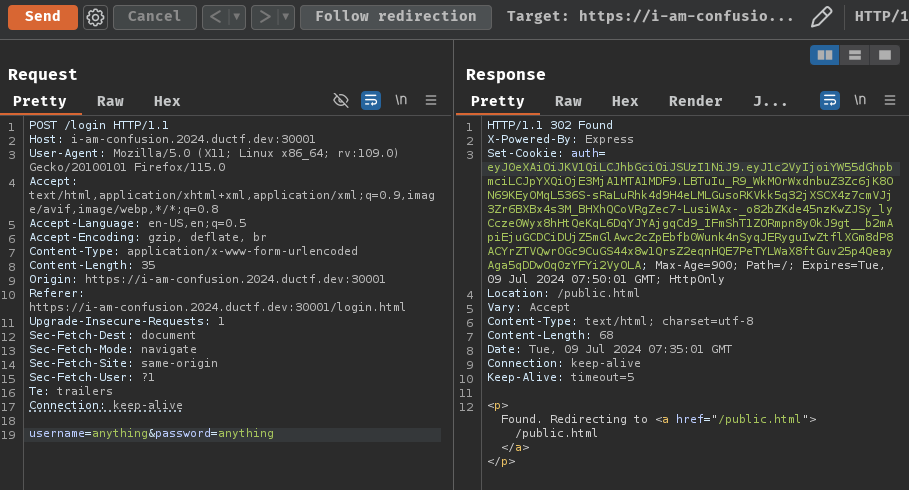 Send Cancel < > Follow redirection Target: https://i-am-confusio... HTTP/1
Request
Pretty Raw Hex \n
1 POST /login HTTP/1.1
2 Host: i-am-confusion.2024.ductf.dev:30001
3 User-Agent: Mozilla/5.0 (X11; Linux x86_64; rv:109.0)
Gecko/20100101 Firefox/115.0
4 Accept:
text/html,application/xhtml+xml,application/xml;q=0.9,imag
e/avif,image/webp,*/*;q=0.8
5 Accept-Language: en-US,en;q=0.5
6 Accept-Encoding: gzip, deflate, br
7 Content-Type: application/x-www-form-urlencoded
8 Content-Length: 35
9 Origin: https://i-am-confusion.2024.ductf.dev:30001
10 Referer:
https://i-am-confusion.2024.ductf.dev:30001/login.html
11 Upgrade-Insecure-Requests: 1
12 Sec-Fetch-Dest: document
13 Sec-Fetch-Mode: navigate
14 Sec-Fetch-Site: same-origin
15 Sec-Fetch-User: ?1
16 Te: trailers
17 Connection: keep-alive
18
19 username=anything&password=anything
Response
Pretty Raw Hex Render J... \n
1 HTTP/1.1 302 Found
2 X-Powered-By: Express
3 Set-Cookie: auth=
Max-Age=900; Path=/; Expires=Tue,
09 Jul 2024 07:50:01 GMT; HttpOnly
4 Location: /public.html
5 Vary: Accept
6 Content-Type: text/html; charset=utf-8
7 Content-Length: 68
8 Date: Tue, 09 Jul 2024 07:35:01 GMT
9 Connection: keep-alive
10 Keep-Alive: timeout=5
11
12 <p>
Found. Redirecting to <a href="/public.html">
/public.html
</a>
</p>